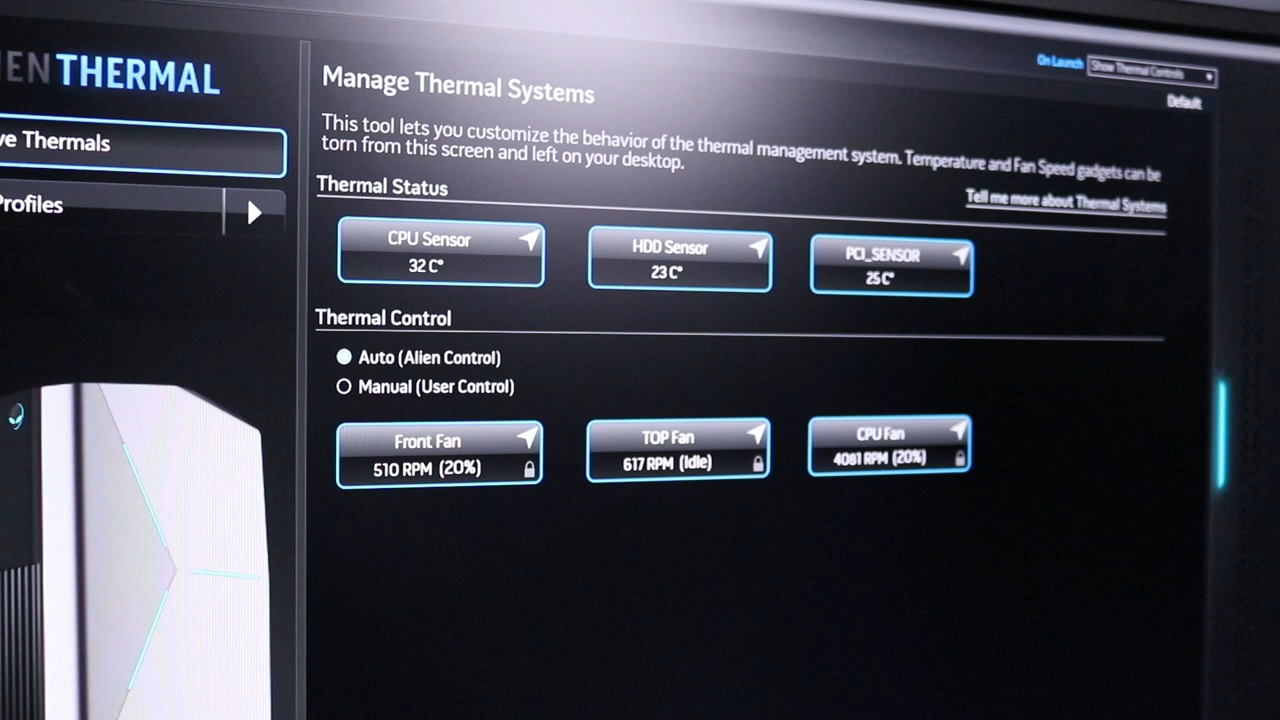 ENTHERMAL
ve Thermals
Profiles
On Launch
Show Thermal Controls
Default
Manage Thermal Systems
This tool lets you customize the behavior of the thermal management system. Temperature and Fan Speed gadgets can be
torn from this screen and left on your desktop.
Tell me more about Thermal Systems
Thermal Status
CPU Sensor
32 C°
HDD Sensor
23 C°
PCI_SENSOR
25 C°
Thermal Control
Auto (Alien Control)
Manual (User Control)
Front Fan
510 RPM (20%)
TOP Fan
617 RPM (Idle)
CPU Fan
4081 RPM (20%)